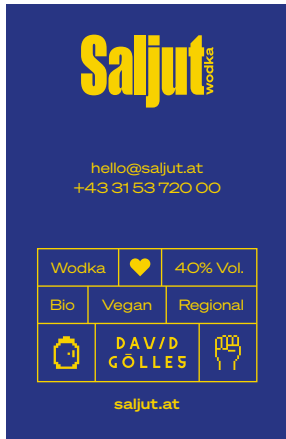 Saljut
wodka
hello@saljut.at
+43 31 53 720 00
Wodka 40% Vol.
Bio Vegan Regional
DAV/D
GÖLLES
saljut.at